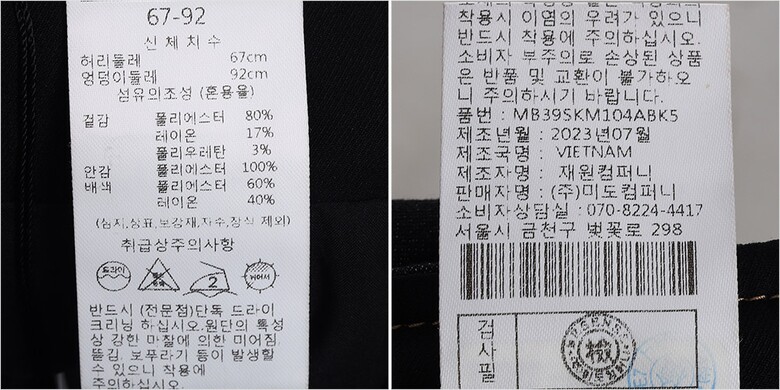 67-92
신체치수
허리둘레 67cm
엉덩이둘레 92cm
섬유의조성 (혼용율)
겉감 폴리에스터 80%
레이온 17%
폴리우레탄 3%
안감 폴리에스터 100%
배색 폴리에스터 60%
레이온 40%
(심지,상표,보강재,자수,장식 제외)
취급상주의사항
드라이
2
뉘어서
반드시 (전문점)단독 드라이
크리닝 하십시오.원단의 특성
상 강한 마찰에 의한 미어짐,
뜯김, 보푸라기 등이 발생할
수 있으니 착용에
주의하십시오.
착용시 이염의 우려가 있으니
반드시 착용에 주의하십시오.
소비자 부주의로 손상된 상품
은 반품 및 교환이 불가하오
니 주의하시기 바랍니다.
품번 : MB39SKM104ABK5
제조년월 : 2023년07월
제조국명 : VIETNAM
제조자명 : 재원컴퍼니
판매자명 : (주)미도컴퍼니
소비자상담실 : 070-8224-4417
서울시 금천구 벚꽃로 298
검사필